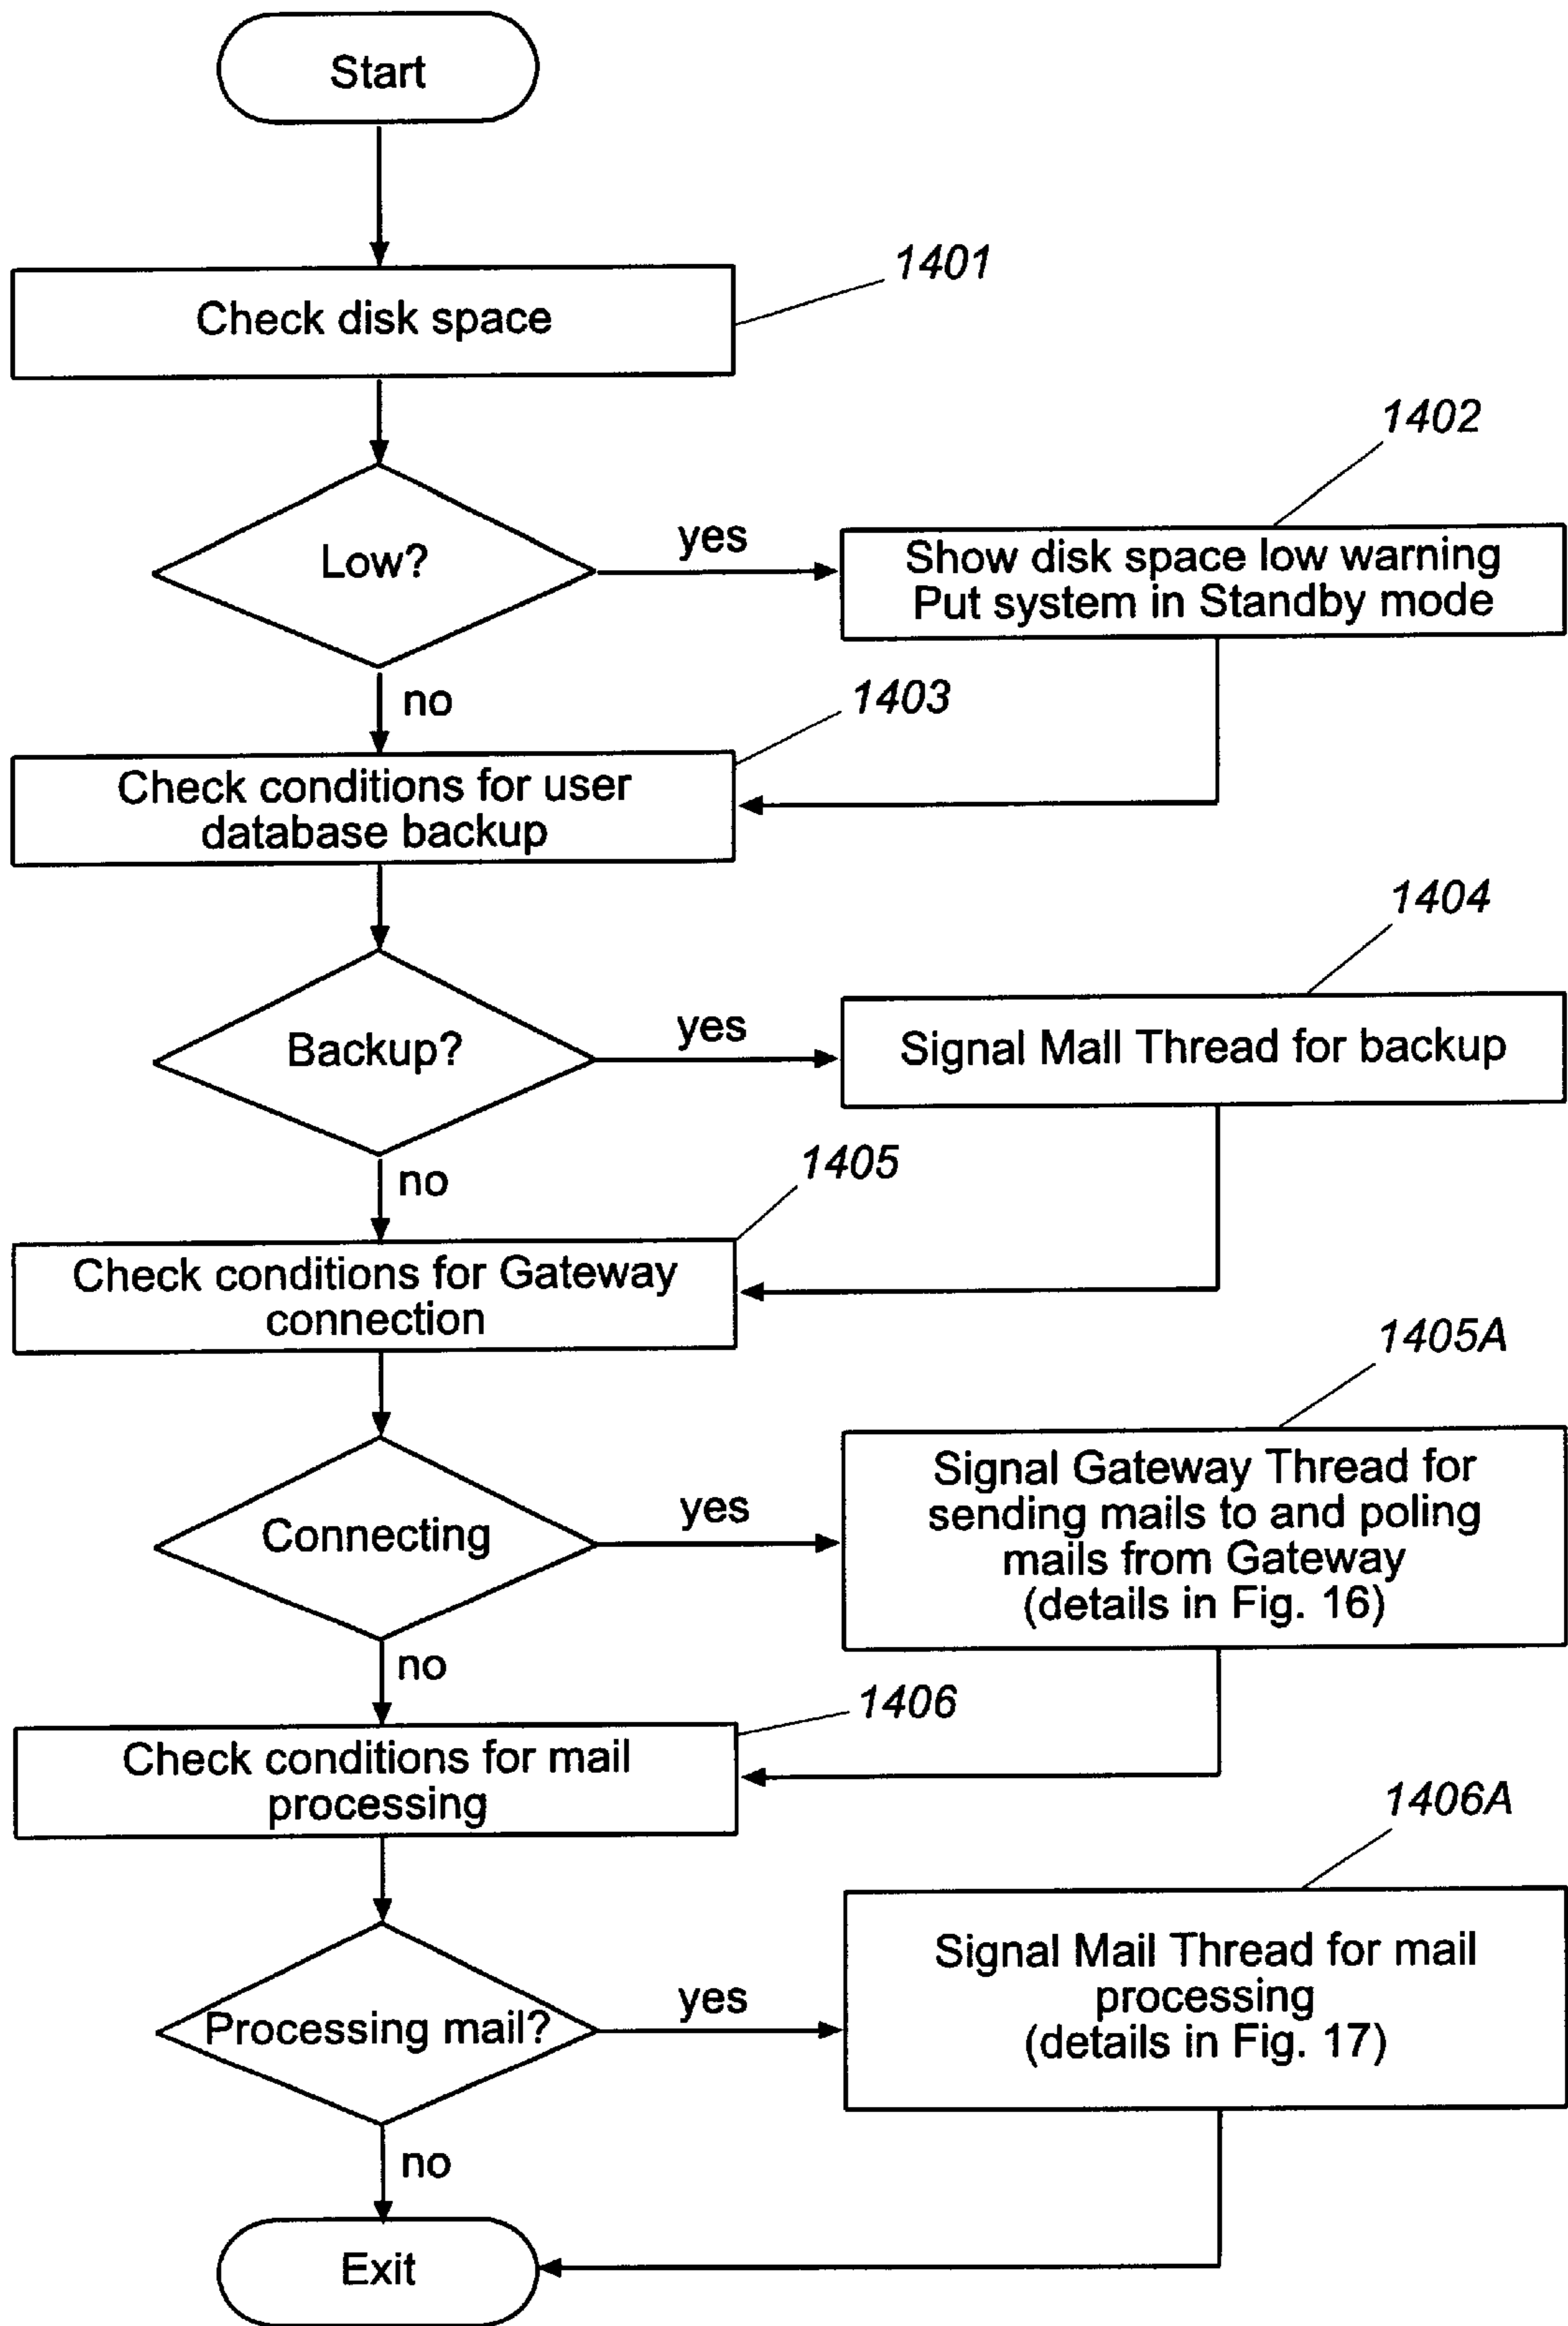 Start
1401
Check disk space
1402
Low?
yes
Show disk space low warning
Put system in Standby mode
no
1403
Check conditions for user
database backup
1404
Backup?
yes
Signal Mall Thread for backup
no
1405
Check conditions for Gateway
connection
1405A
Connecting
yes
Signal Gateway Thread for
sending mails to and poling
mails from Gateway
(details in Fig. 16)
no
1406
Check conditions for mail
processing
1406A
Processing mail?
yes
Signal Mail Thread for mail
processing
(details in Fig. 17)
no
Exit